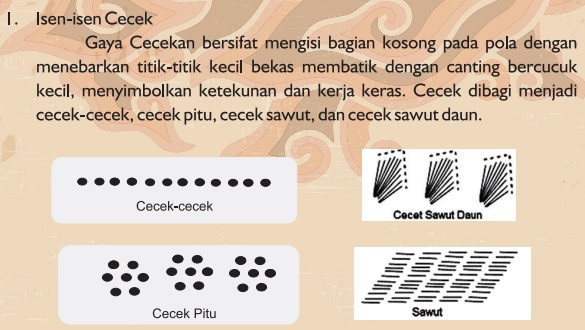 1. Isen-isen Cecek
Gaya Cecekan bersifat mengisi bagian kosong pada pola dengan
menebarkan titik-titik kecil bekas membatik dengan canting bercucuk
kecil, menyimbolkan ketekunan dan kerja keras. Cecek dibagi menjadi
cecek-cecek, cecek pitu, cecek sawut, dan cecek sawut daun.
Cecek-cecek
Cecet Sawut Daun
Cecek Pitu
Sawut